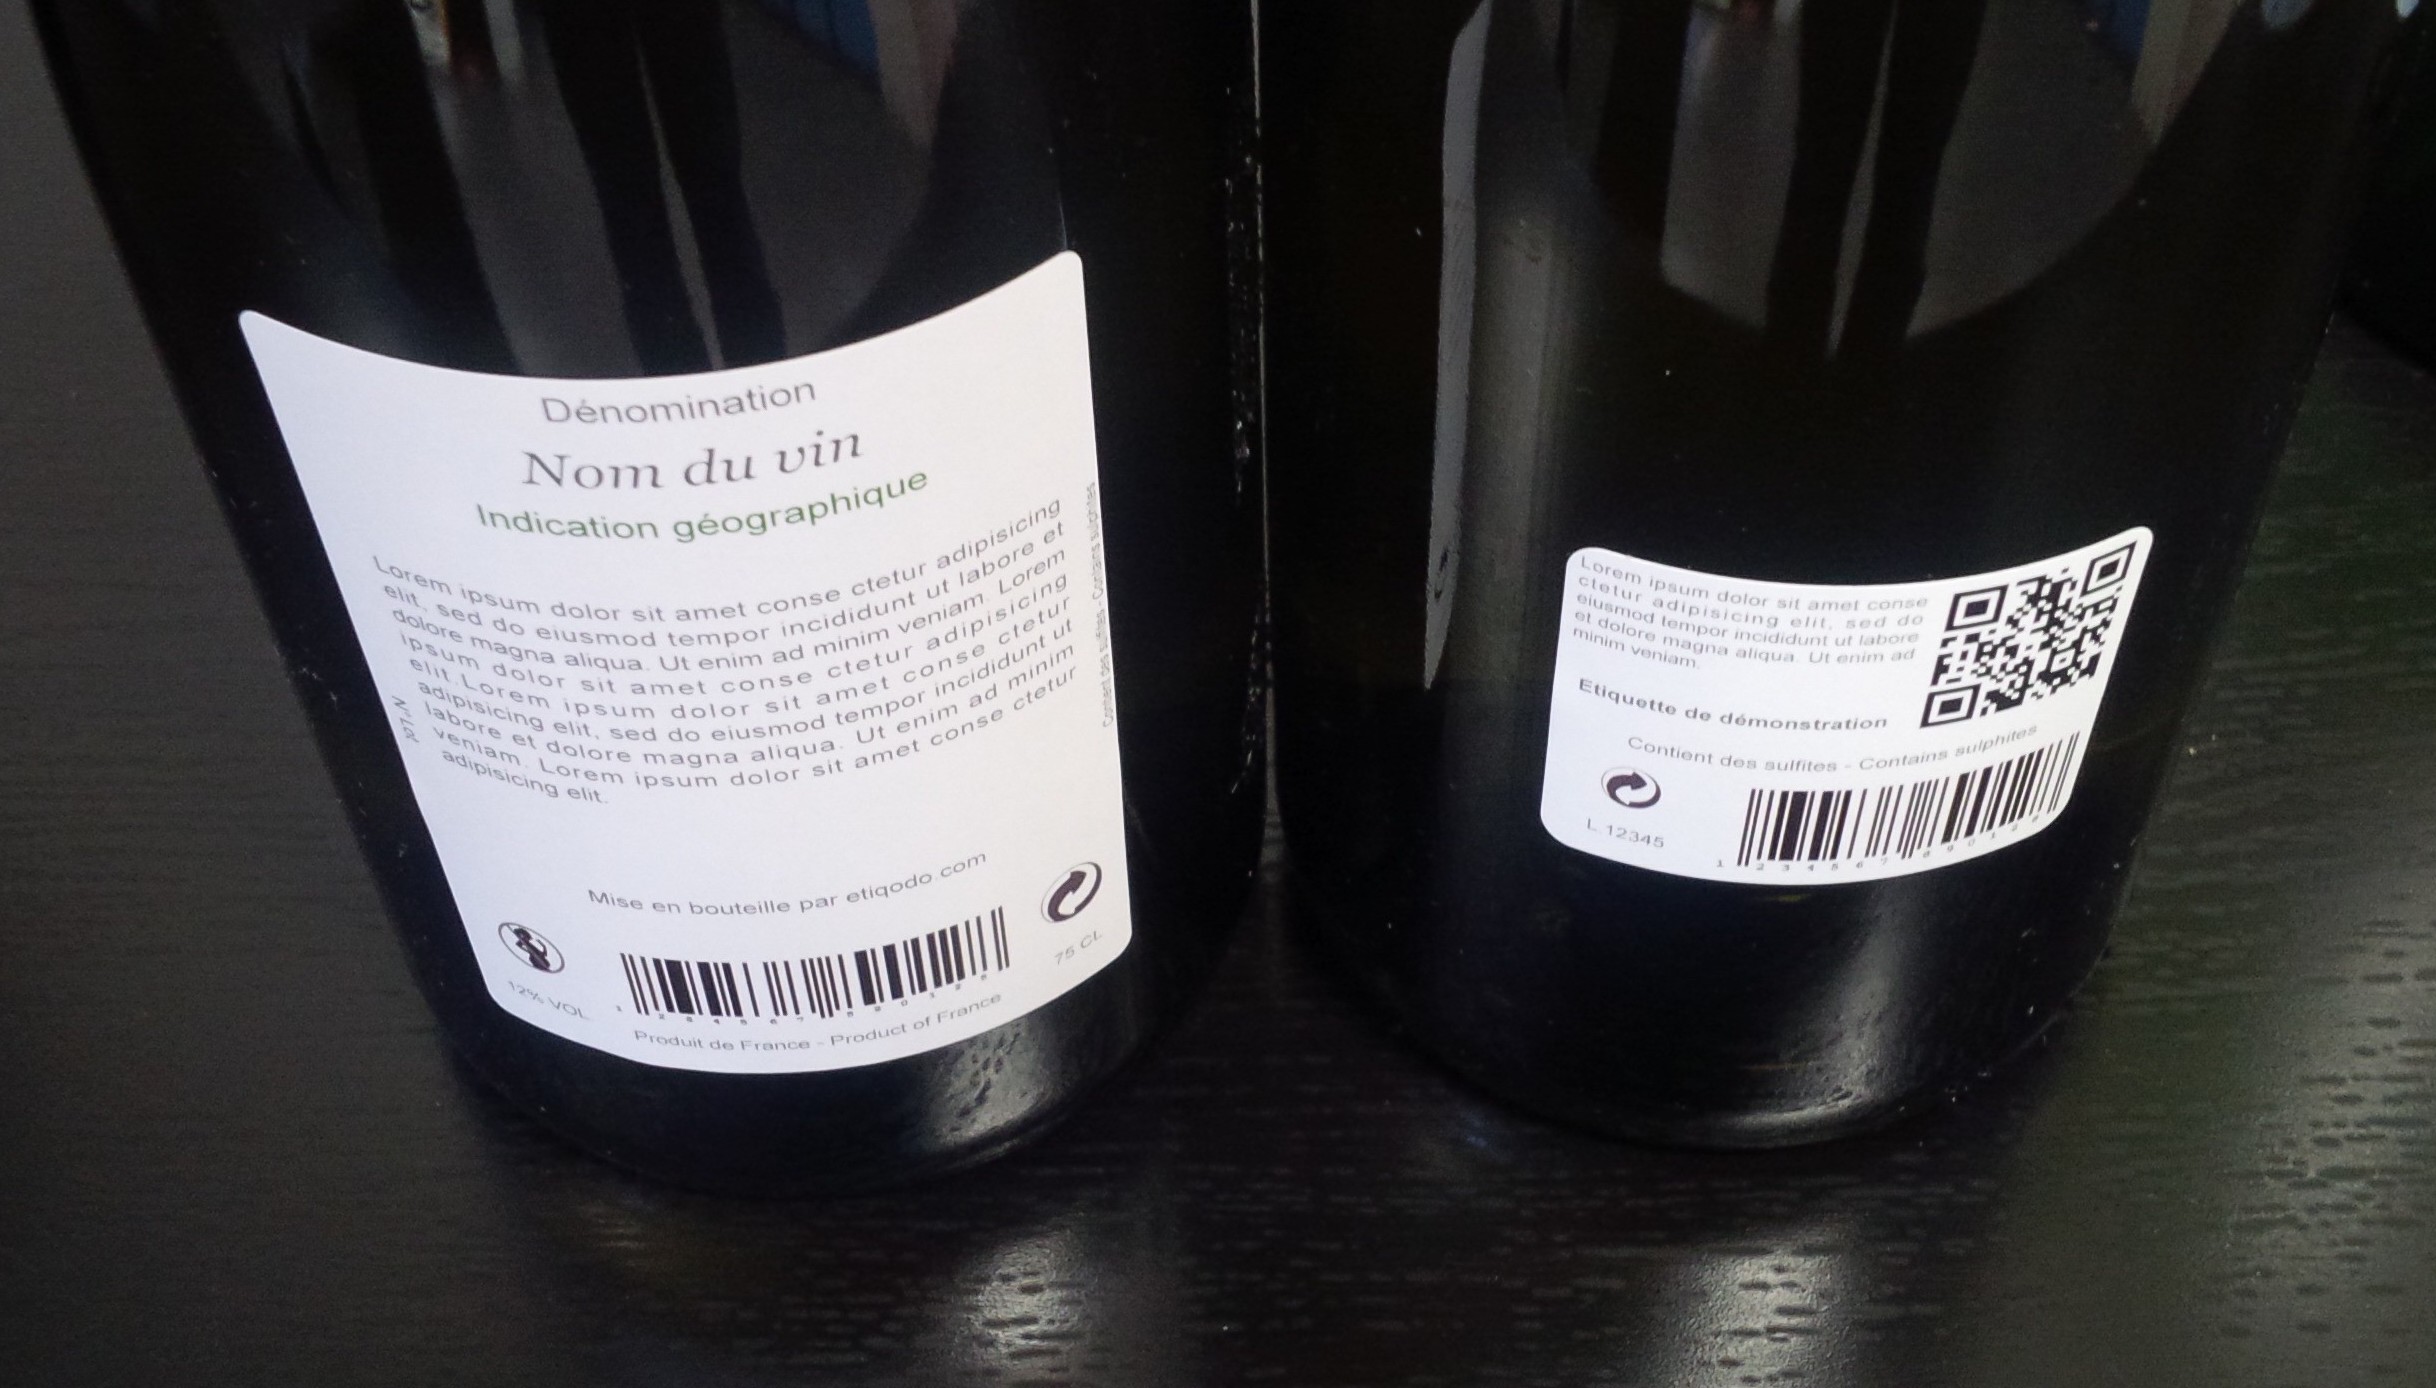 Dénomination
Nom du vin
Indication géographique
Lorem ipsum dolor sit amet conse ctetur adipisicing
elit, sed do eiusmod tempor incididunt ut labore et
dolore magna aliqua. Ut enim ad minim veniam. Lorem
ipsum dolor sit amet conse ctetur adipisicing
elit.Lorem ipsum dolor sit amet conse ctetur
adipisicing elit, sed do eiusmod tempor incididunt ut
labore et dolore magna aliqua. Ut enim ad minim
veniam. Lorem ipsum dolor sit amet conse ctetur
adipisicing elit.
Contient des sulfites - Contains sulphites
Mise en bouteille par etiqodo.com
12% VOL
75 CL
Produit de France - Product of France
Lorem ipsum dolor sit amet conse
ctetur adipisicing elit, sed do
eiusmod tempor incididunt ut labore
et dolore magna aliqua. Ut enim ad
minim veniam.
Etiquette de démonstration
Contient des sulfites - Contains sulphites
L 12345